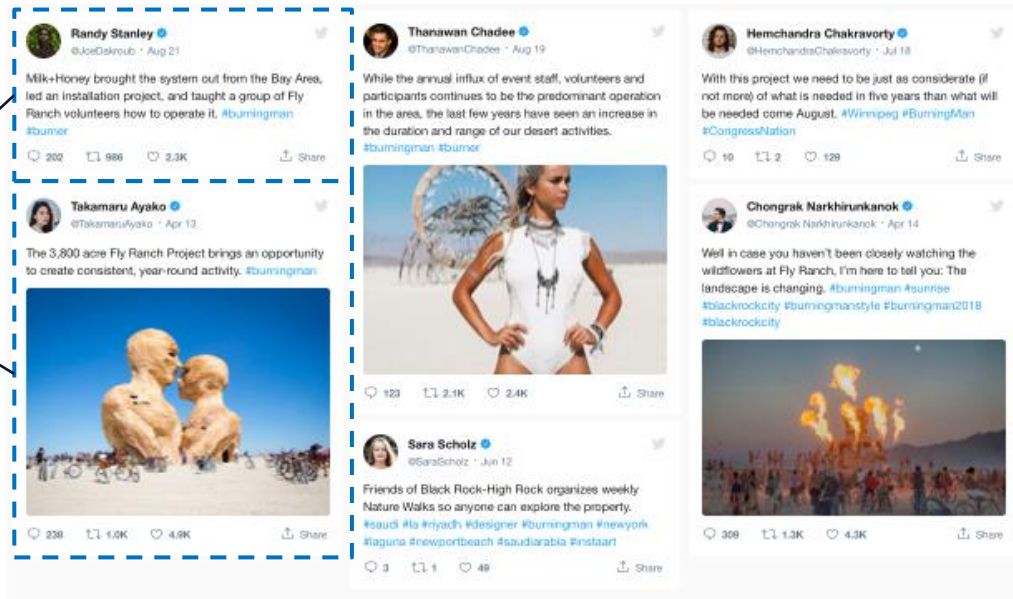 Randy Stanley
@JoeDakroub · Aug 21
Milk+Honey brought the system out from the Bay Area,
led an installation project, and taught a group of Fly
Ranch volunteers how to operate it. #burningman
#burner
202 986 2.3K Share
Takamaru Ayako
@TakamaruAyako · Apr 13
The 3,800 acre Fly Ranch Project brings an opportunity
to create consistent, year-round activity. #burningman
238 1.0K 4.9K Share
Thanawan Chadee
@ThanawanChadee · Aug 19
While the annual influx of event staff, volunteers and
participants continues to be the predominant operation
in the area, the last few years have seen an increase in
the duration and range of our desert activities.
#burningman #burner
123 2.1K 2.4K Share
Sara Scholz
@SaraScholz · Jun 12
Friends of Black Rock-High Rock organizes weekly
Nature Walks so anyone can explore the property.
#saudi #la #riyadh #designer #burningman #newyork
#laguna #newportbeach #saudiarabia #instaart
3 1 49 Share
Hemchandra Chakravorty
@HemchandraChakravorty · Jul 18
With this project we need to be just as considerate (if
not more) of what is needed in five years than what will
be needed come August. #Winnipeg #BurningMan
#CongressNation
10 2 129 Share
Chongrak Narkhirunkanok
@Chongrak Narkhirunkanok · Apr 14
Well in case you haven't been closely watching the
wildflowers at Fly Ranch, I'm here to tell you: The
landscape is changing. #burningman #sunrise
#blackrockcity #burningmanstyle #burningman2018
#blackrockcity
309 1.3K 4.3K Share